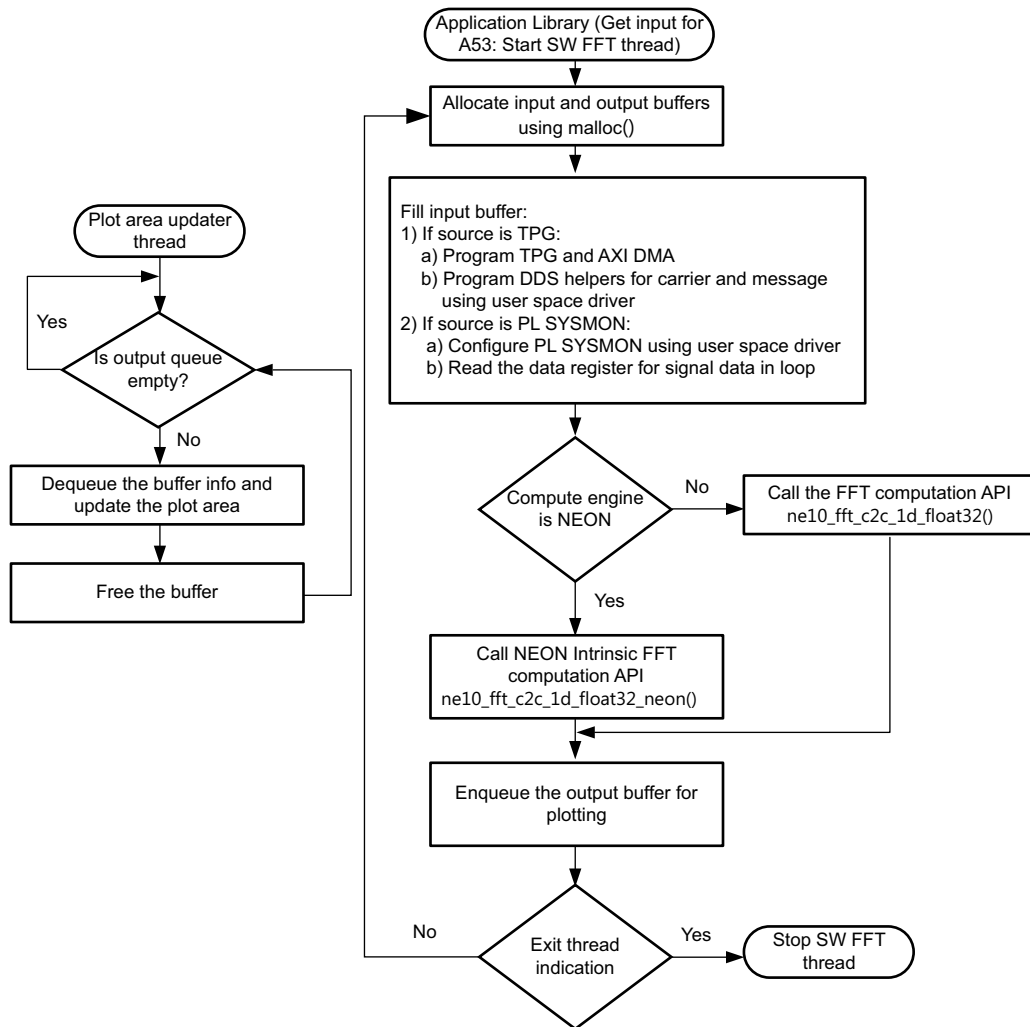 Application Library (Get input for
A53: Start SW FFT thread)
Allocate input and output buffers
using malloc()
Fill input buffer:
1) If source is TPG:
a) Program TPG and AXI DMA
b) Program DDS helpers for carrier and message
using user space driver
2) If source is PL SYSMON:
a) Configure PL SYSMON using user space driver
b) Read the data register for signal data in loop
Plot area updater
thread
Yes
Is output queue
empty?
No
Dequeue the buffer info and
update the plot area
Free the buffer
Compute engine
is NEON
No
Call the FFT computation API
ne10_fft_c2c_1d_float32()
Yes
Call NEON Intrinsic FFT
computation API
ne10_fft_c2c_1d_float32_neon()
Enqueue the output buffer for
plotting
No
Exit thread
indication
Yes
Stop SW FFT
thread